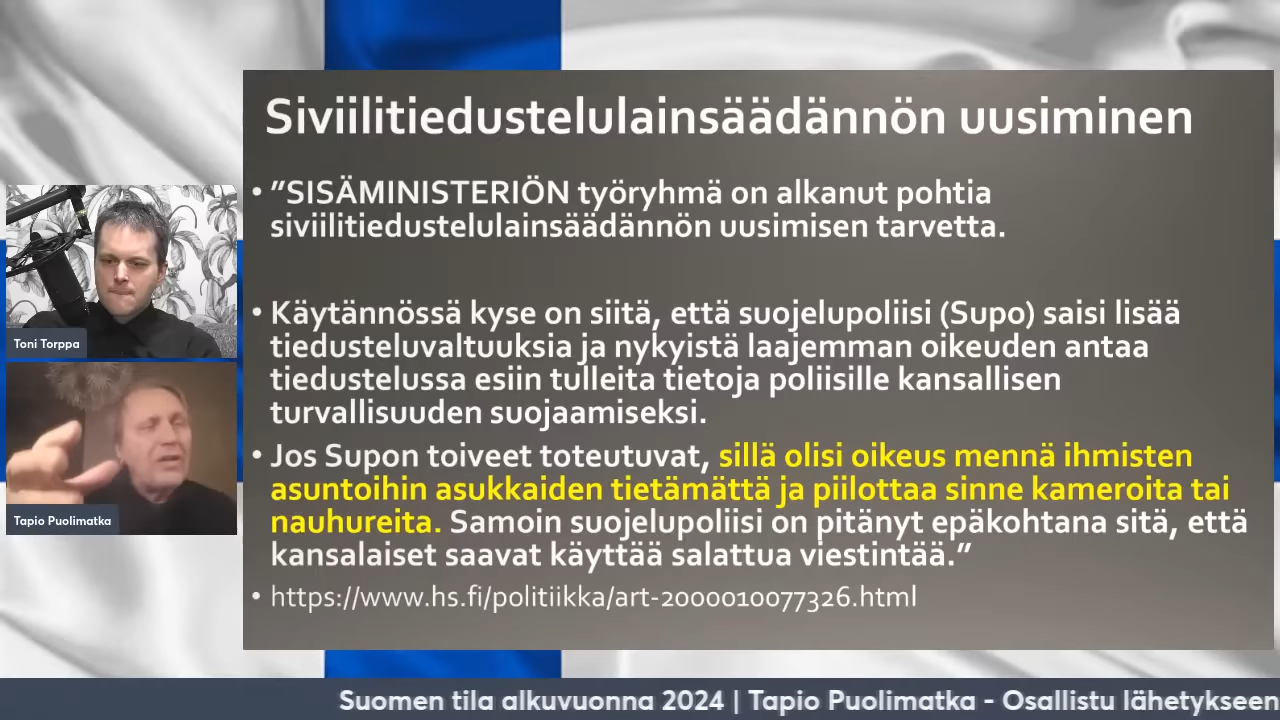 Siviilitiedustelulainsäädännön uusiminen
• ”SISÄMINISTERIÖN työryhmä on alkanut pohtia
siviilitiedustelulainsäädännön uusimisen tarvetta.
• Käytännössä kyse on siitä, että suojelupoliisi (Supo) saisi lisää
tiedusteluvaltuuksia ja nykyistä laajemman oikeuden antaa
tiedustelussa esiin tulleita tietoja poliisille kansallisen
turvallisuuden suojaamiseksi.
• Jos Supon toiveet toteutuvat, sillä olisi oikeus mennä ihmisten
asuntoihin asukkaiden tietämättä ja piilottaa sinne kameroita tai
nauhureita. Samoin suojelupoliisi on pitänyt epäkohtana sitä, että
kansalaiset saavat käyttää salattua viestintää.”
• https://www.hs.fi/politiikka/art-2000010077326.html
Toni Torppa
Tapio Puolimatka
Suomen tila alkuvuonna 2024 | Tapio Puolimatka - Osallistu lähetykseen